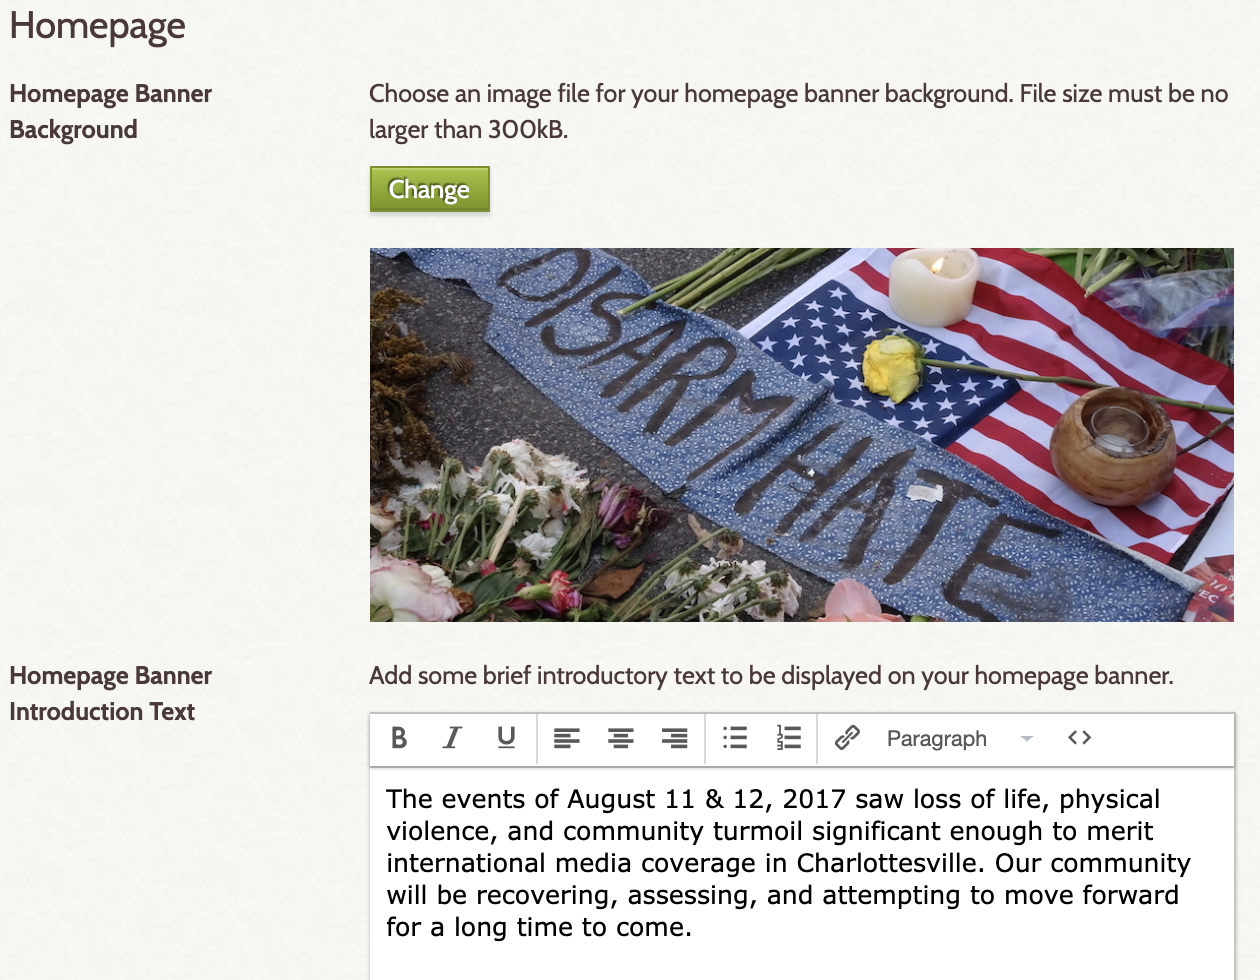 Homepage
Homepage Banner
Background
Choose an image file for your homepage banner background. File size must be no
larger than 300kB.
Change
DISARM HATE
Homepage Banner
Introduction Text
Add some brief introductory text to be displayed on your homepage banner.
B I U Paragraph <>
The events of August 11 & 12, 2017 saw loss of life, physical
violence, and community turmoil significant enough to merit
international media coverage in Charlottesville. Our community
will be recovering, assessing, and attempting to move forward
for a long time to come.